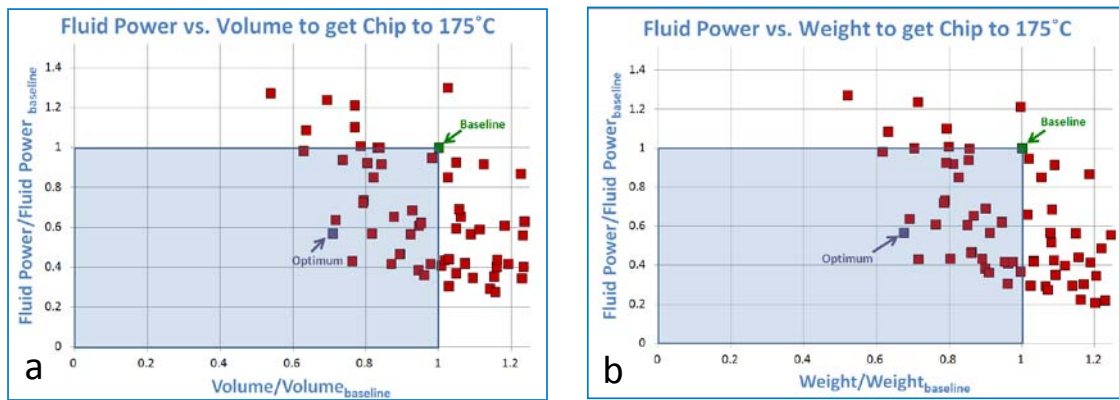 Fluid Power vs. Volume to get Chip to 175˚C
Fluid Power/Fluid Power baseline
1.4
1.2
1
0.8
0.6
0.4
0.2
0
Baseline
Optimum
0
0.2
0.4
0.6
0.8
1
1.2
Volume/Volume baseline
a
Fluid Power vs. Weight to get Chip to 175˚C
Fluid Power/Fluid Power baseline
1.4
1.2
1
0.8
0.6
0.4
0.2
0
Baseline
Optimum
0
0.2
0.4
0.6
0.8
1
1.2
Weight/Weight baseline
b